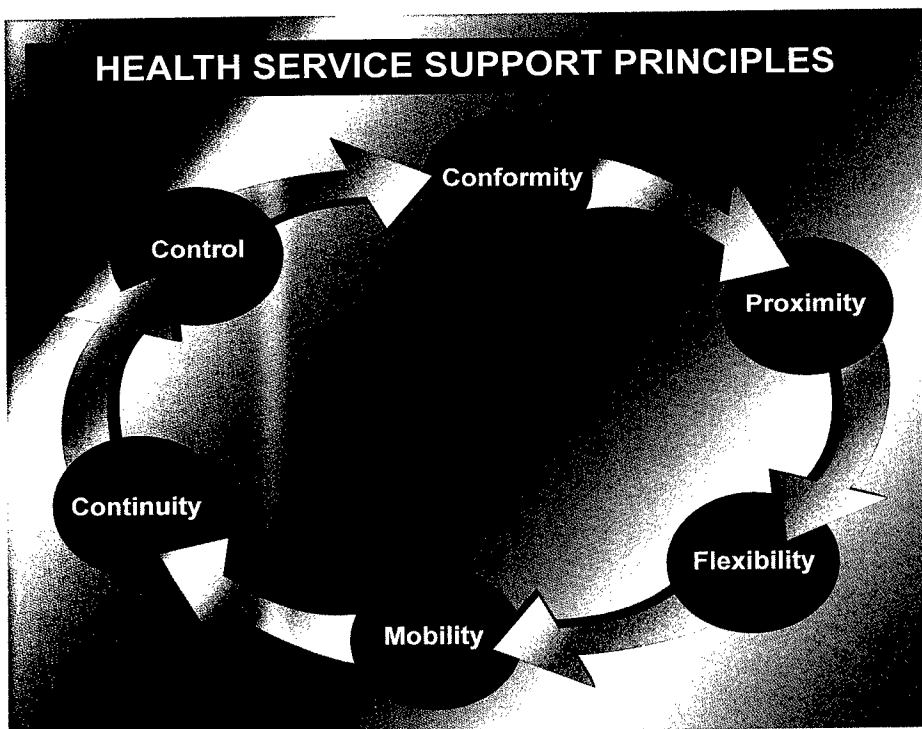 HEALTH SERVICE SUPPORT PRINCIPLES
Conformity
Proximity
Flexibility
Mobility
Continuity
Control